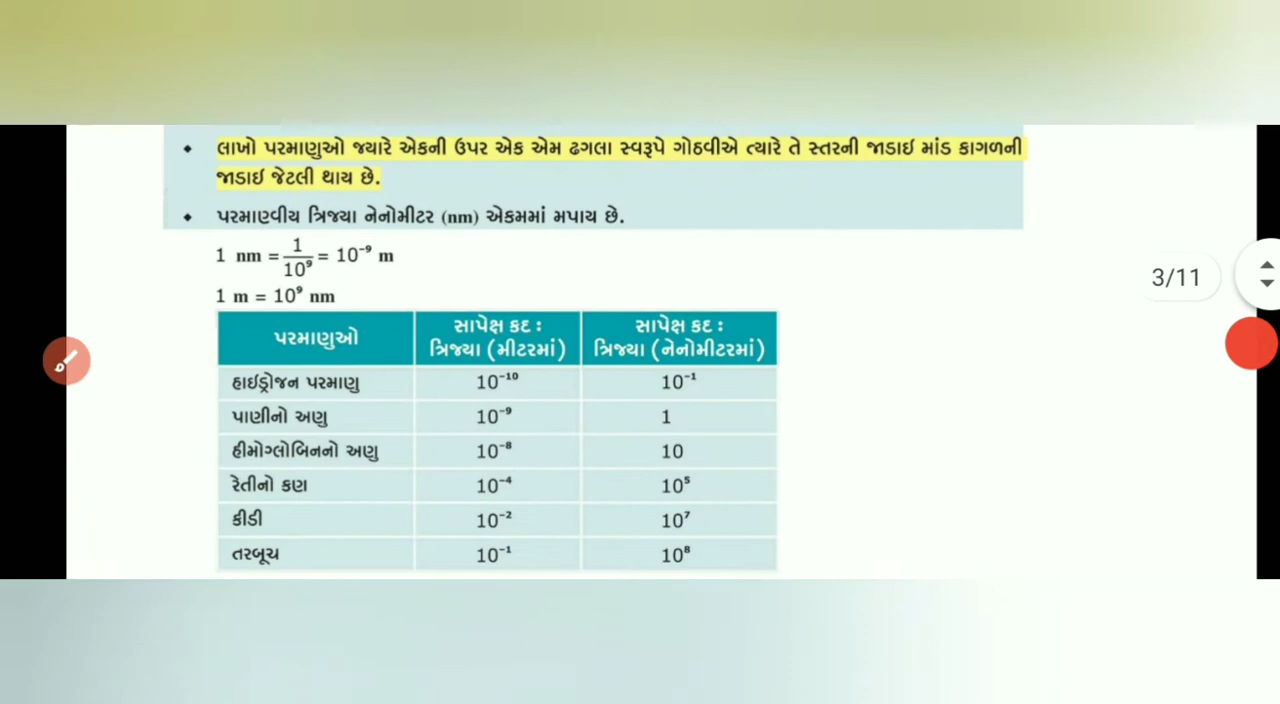 લાખો પરમાણુઓ જ્યારે એકની ઉપર એક એમ ઢગલા સ્વરૂપે ગોઠવીએ ત્યારે તે સ્તરની જાડાઈ માંડ કાગળની
જાડાઈ જેટલી થાય છે.
પરમાણ્વીય ત્રિજ્યા નેનોમીટર (nm) એકમમાં મપાય છે.
1 nm = 1/10⁹ = 10⁻⁹ m
3/11
1 m = 10⁹ nm
પરમાણુઓ સાપેક્ષ કદ : ત્રિજ્યા (મીટરમાં) સાપેક્ષ કદ : ત્રિજ્યા (નેનોમીટરમાં)
હાઈડ્રોજન પરમાણુ 10⁻¹⁰ 10⁻¹
પાણીનો અણુ 10⁻⁹ 1
હીમોગ્લોબિનનો અણુ 10⁻⁸ 10
રેતીનો કણ 10⁻⁴ 10⁵
કીડી 10⁻² 10⁷
તરબૂચ 10⁻¹ 10⁸